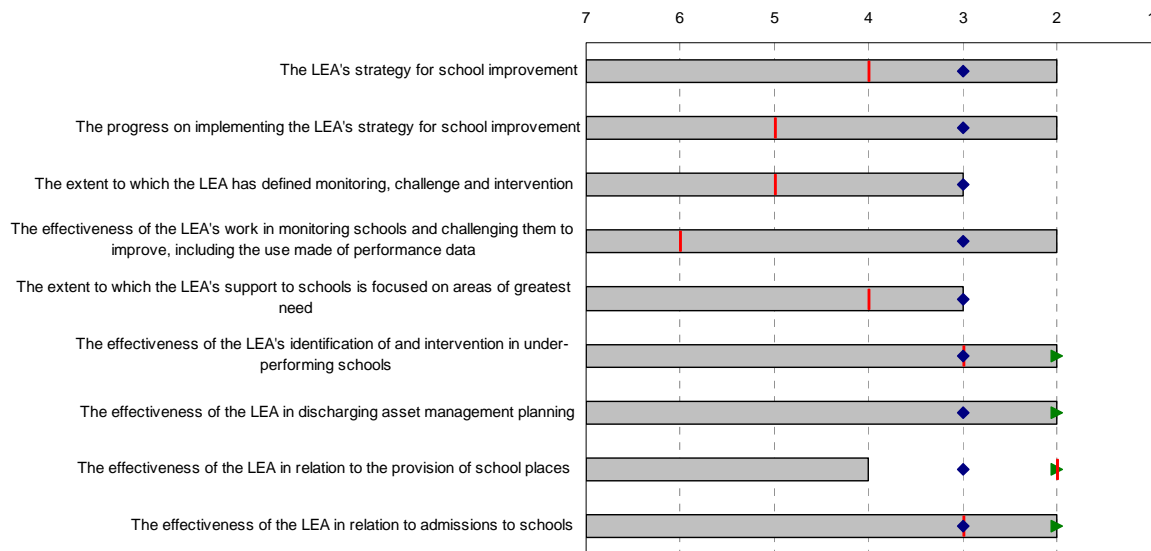 7 6 5 4 3 2 1
The LEA's strategy for school improvement
The progress on implementing the LEA's strategy for school improvement
The extent to which the LEA has defined monitoring, challenge and intervention
The effectiveness of the LEA's work in monitoring schools and challenging them to
improve, including the use made of performance data
The extent to which the LEA's support to schools is focused on areas of greatest
need
The effectiveness of the LEA's identification of and intervention in under-
performing schools
The effectiveness of the LEA in discharging asset management planning
The effectiveness of the LEA in relation to the provision of school places
The effectiveness of the LEA in relation to admissions to schools